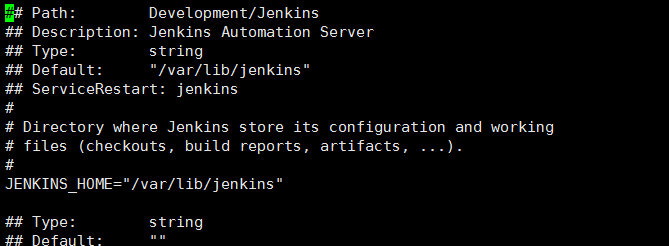 ## Path:        Development/Jenkins
## Description: Jenkins Automation Server
## Type:        string
## Default:     "/var/lib/jenkins"
## ServiceRestart: jenkins
#
# Directory where Jenkins store its configuration and working
# files (checkouts, build reports, artifacts, ...).
#
JENKINS_HOME="/var/lib/jenkins"

## Type:        string
## Default:     ""